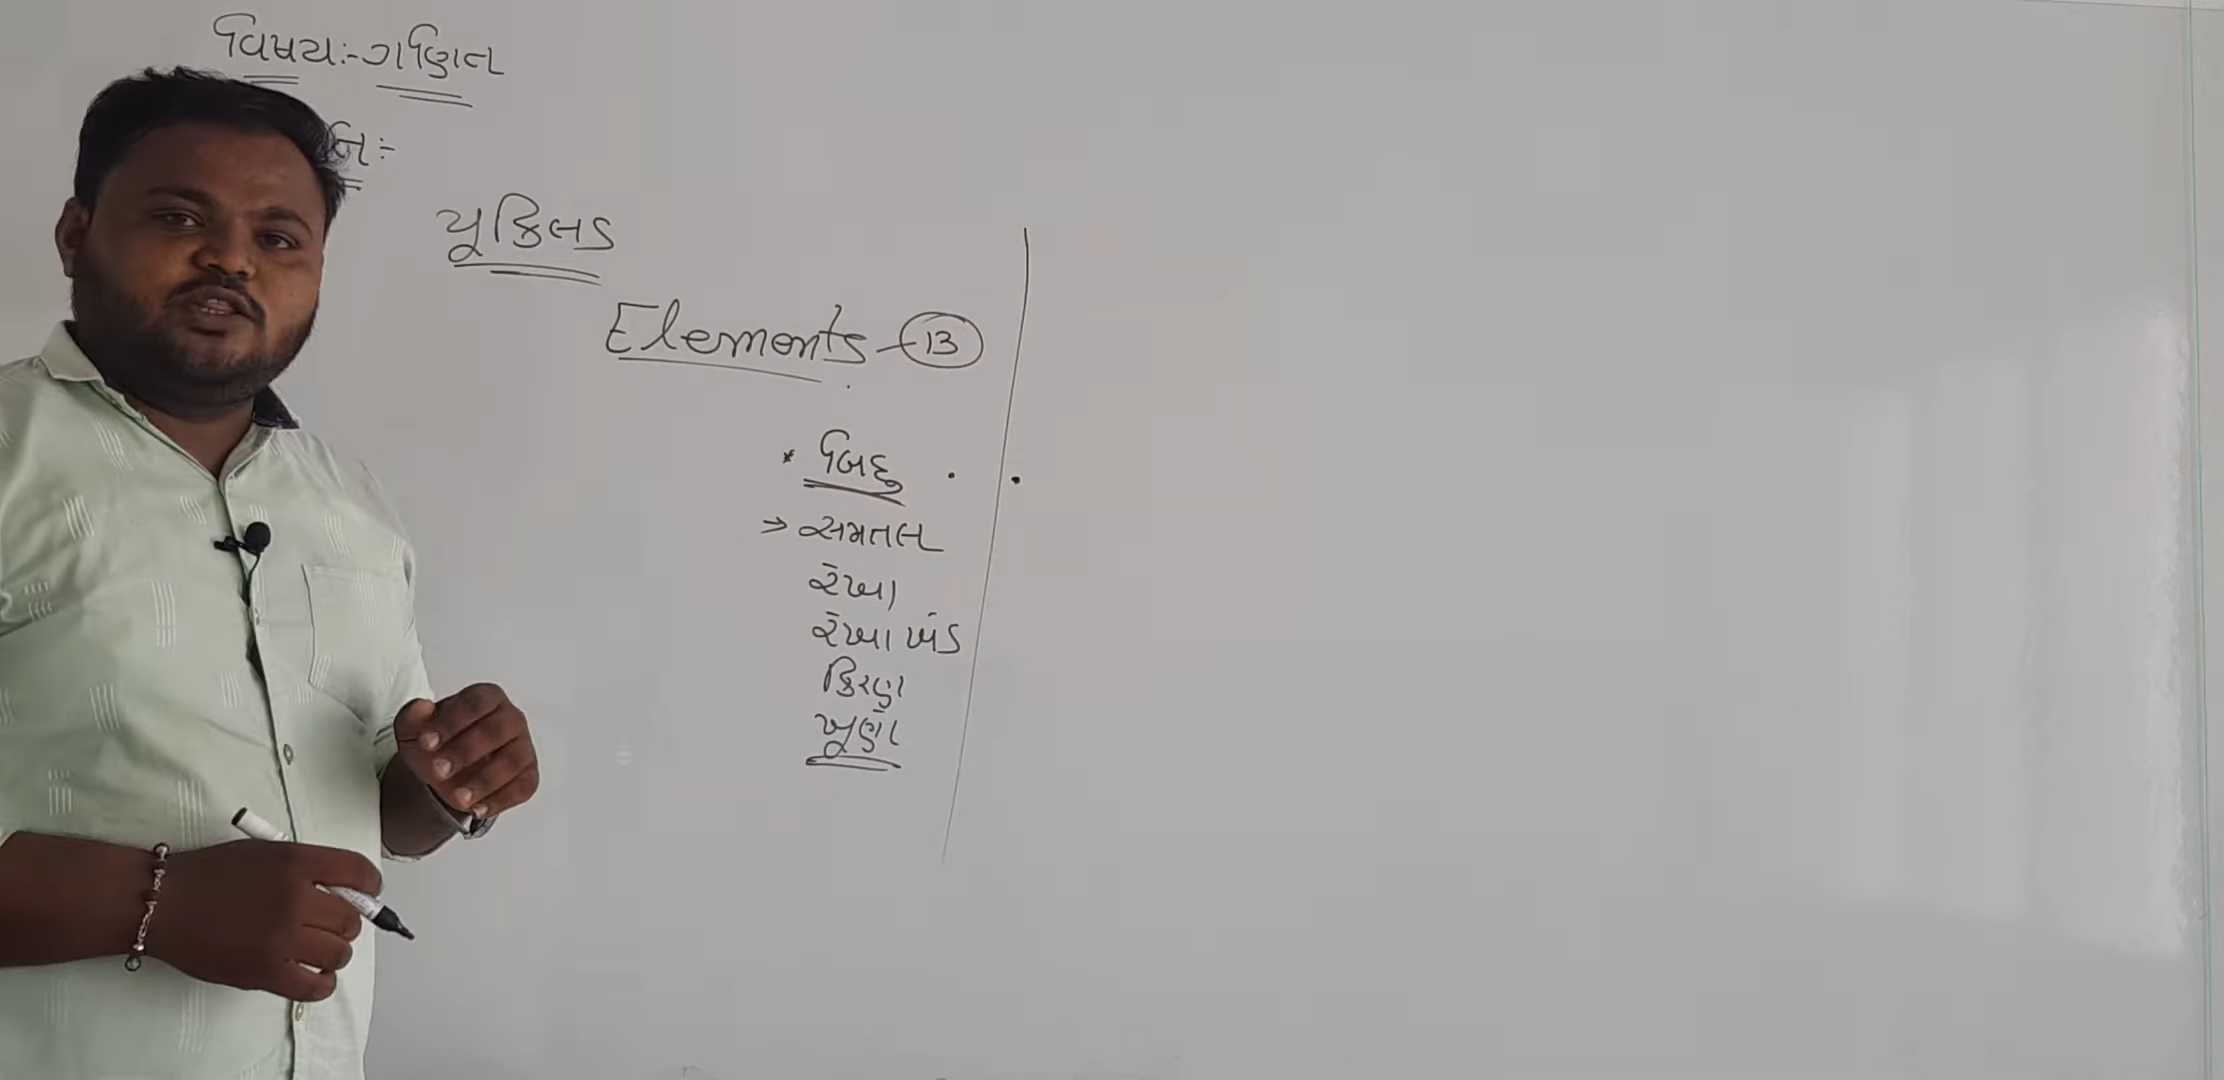 વિષય:- ગણિત
યૂક્લિડ
Elements - 13
* બિંદુ .
→ સમતલ
રેખા
રેખાખંડ
કિરણ
ખૂણો